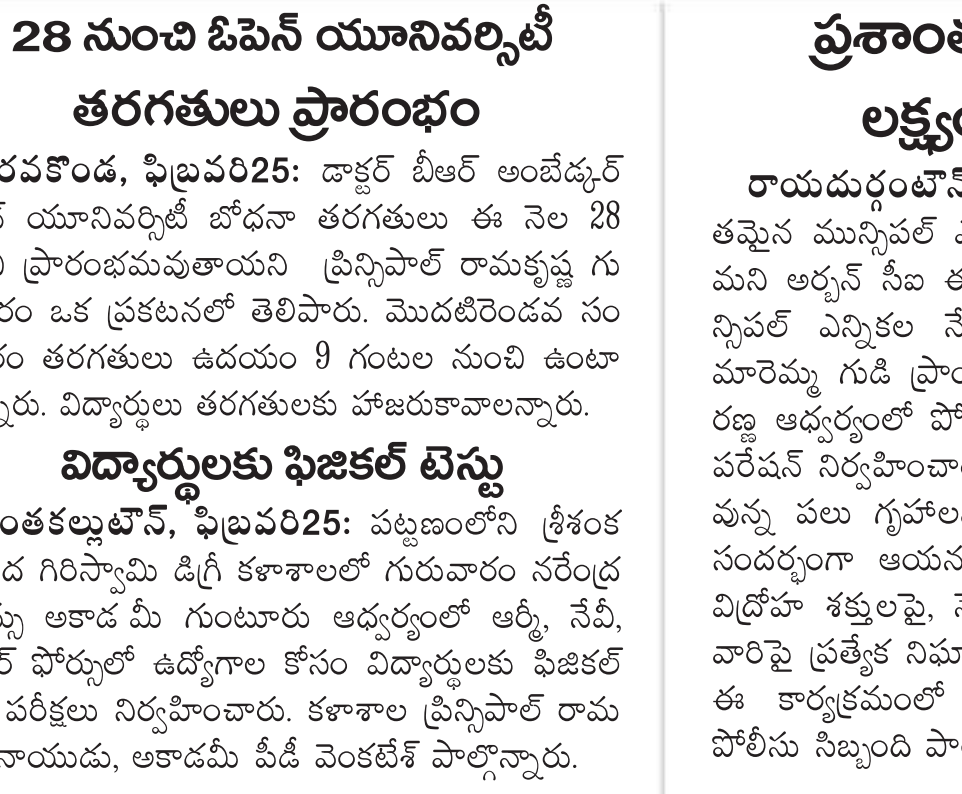 28 నుంచి ఓపెన్ యూనివర్సిటీ
తరగతులు ప్రారంభం
రవకొండ, ఫిబ్రవరి25: డాక్టర్ బీఆర్ అంబేడ్కర్
యూనివర్సిటీ బోధనా తరగతులు ఈ నెల 28
ప్రారంభమవుతాయని ప్రిన్సిపాల్ రామకృష్ణ గు
రం ఒక ప్రకటనలో తెలిపారు. మొదటిరెండవ సం
రం తరగతులు ఉదయం 9 గంటల నుంచి ఉంటా
న్నరు. విద్యార్థులు తరగతులకు హాజరుకావాలన్నారు.
విద్యార్థులకు ఫిజికల్ టెస్టు
ంతకల్లుటౌన్, ఫిబ్రవరి25: పట్టణంలోని శ్రీశంక
ద గిరిస్వామి డిగ్రీ కళాశాలలో గురువారం నరేంద్ర
ర్సు అకాడ మీ గుంటూరు ఆధ్వర్యంలో ఆర్మీ, నేవీ,
ర్ ఫోర్సులో ఉద్యోగాల కోసం విద్యార్థులకు ఫిజికల్
పరీక్షలు నిర్వహించారు. కళాశాల ప్రిన్సిపాల్ రామ
నాయుడు, అకాడమీ పీడీ వెంకటేశ్ పాల్గొన్నారు.
ప్రశాంత
లక్ష్యం
రాయదుర్గంటౌన్
తమైన మున్సిపల్
మని అర్బన్ సీఐ ఈ
న్సిపల్ ఎన్నికల నే
మారెమ్మ గుడి ప్రాం
రణ్ణ ఆధ్వర్యంలో పో
పరేషన్ నిర్వహించా
వున్న పలు గృహాల
సందర్భంగా ఆయన
విద్రోహ శక్తులపై,
వారిపై ప్రత్యేక నిఘా
ఈ కార్యక్రమంలో
పోలీసు సిబ్బంది పా